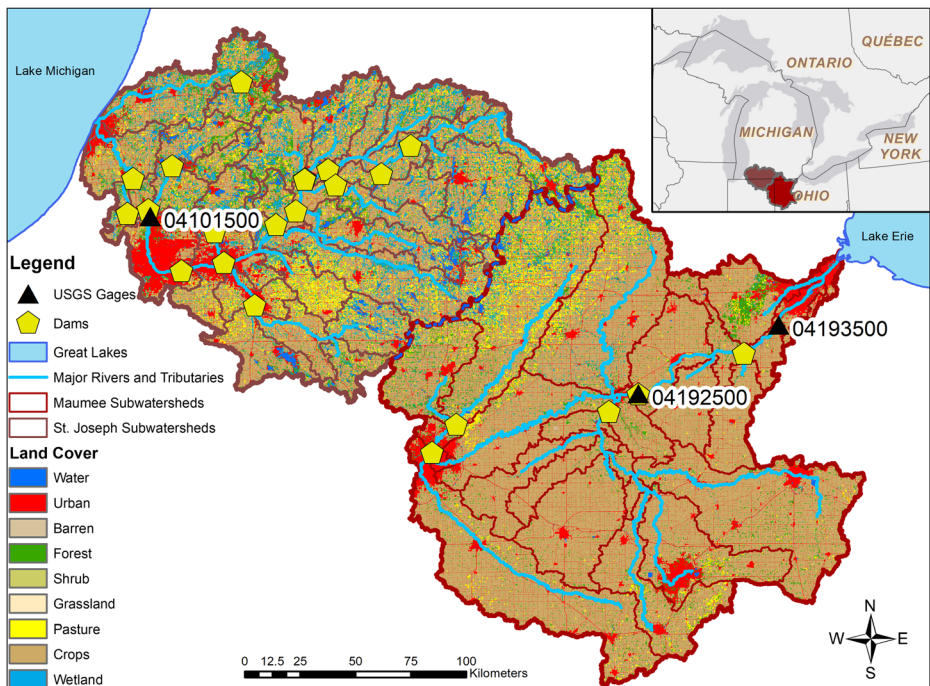 Lake Michigan
QUÉBEC
ONTARIO
MICHIGAN
NEW
YORK
OHIO
04101500
Lake Erie
Legend
USGS Gages
Dams
Great Lakes
Major Rivers and Tributaries
Maumee Subwatersheds
St. Joseph Subwatersheds
Land Cover
Water
Urban
Barren
Forest
Shrub
Grassland
Pasture
Crops
Wetland
04193500
04192500
N
W E
S
0 12.5 25 50 75 100
Kilometers